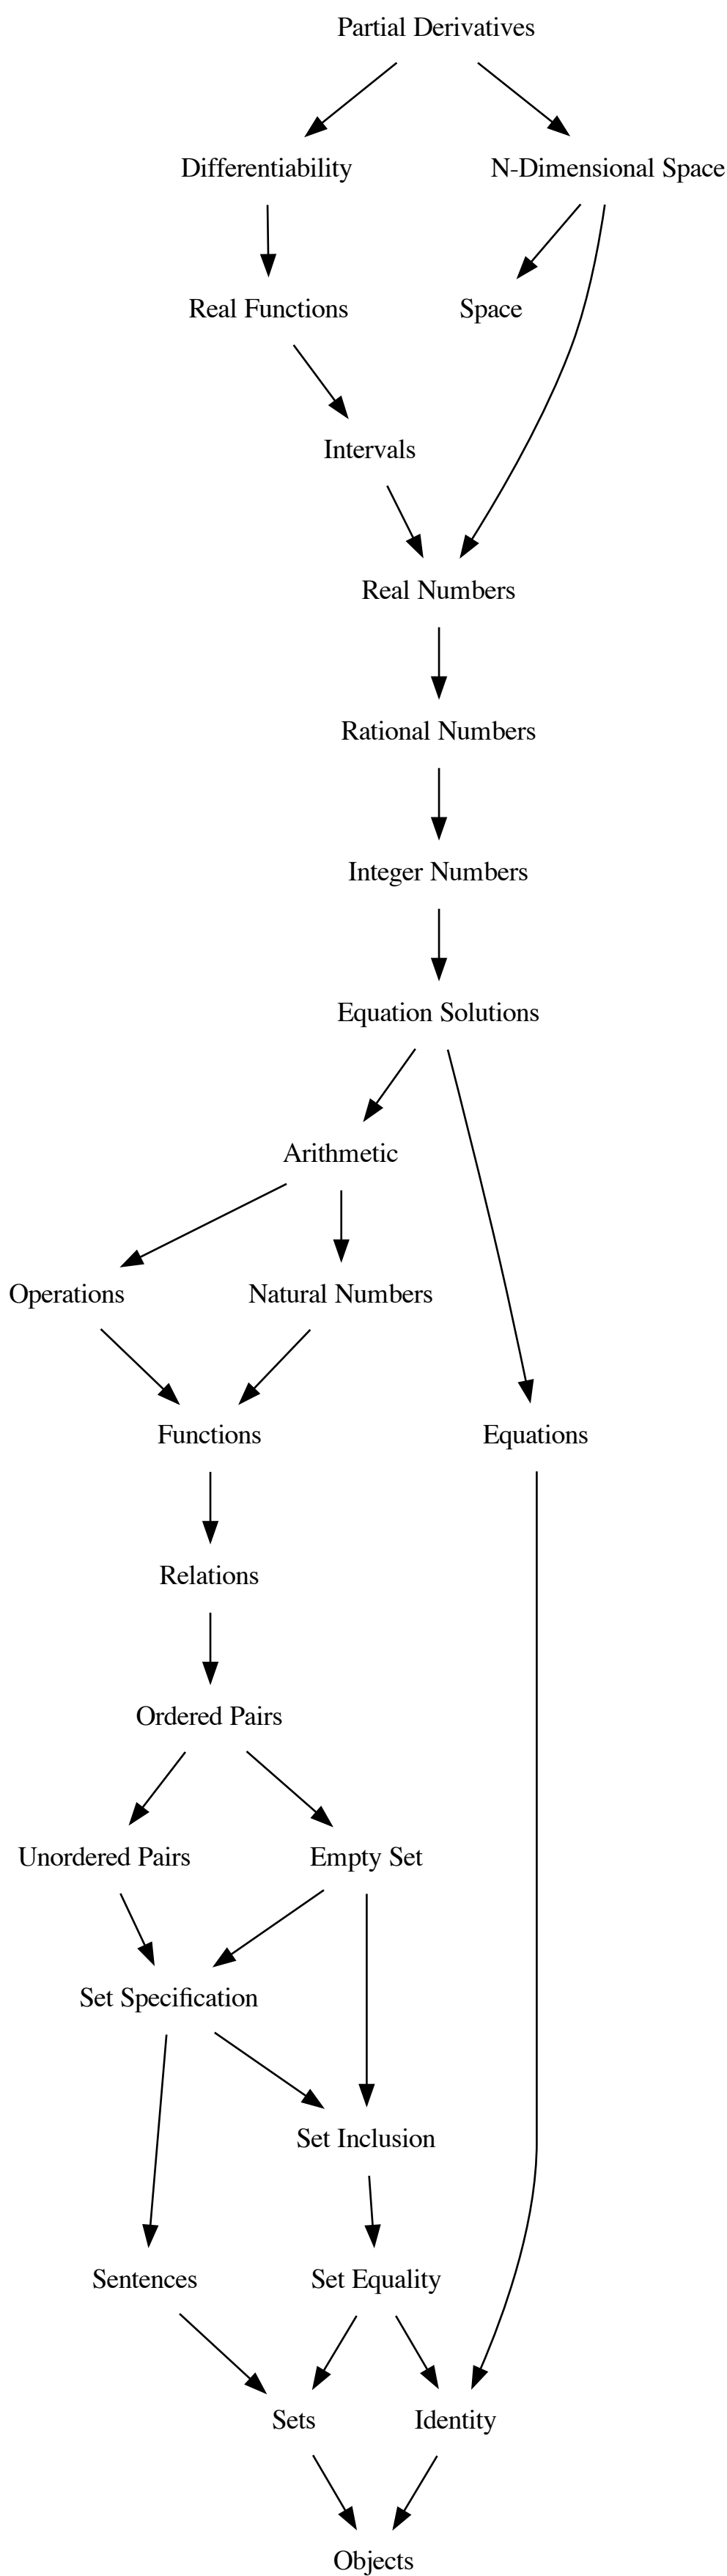 Partial Derivatives
Differentiability
N-Dimensional Space
Real Functions
Space
Intervals
Real Numbers
Rational Numbers
Integer Numbers
Equation Solutions
Arithmetic
Operations
Natural Numbers
Functions
Equations
Relations
Ordered Pairs
Unordered Pairs
Empty Set
Set Specification
Set Inclusion
Sentences
Set Equality
Sets
Identity
Objects